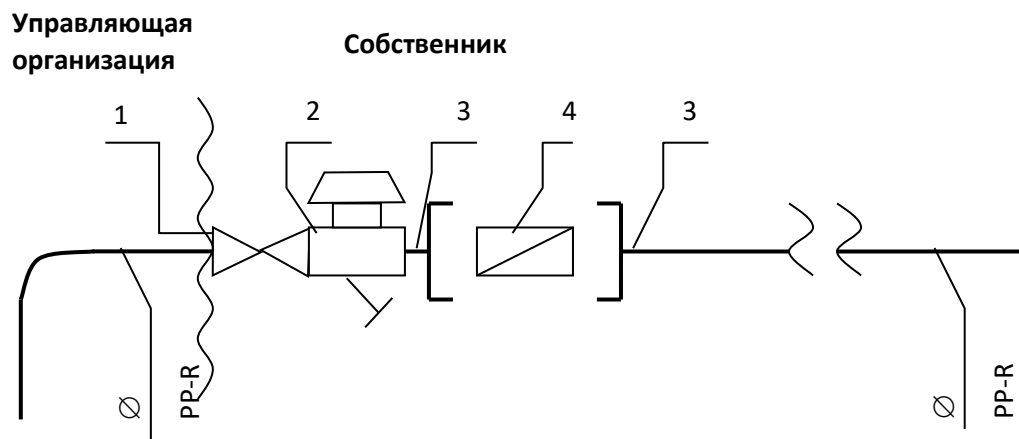 Управляющая
организация
Собственник
1
2
3
4
3
∅
PP-R
∅
PP-R